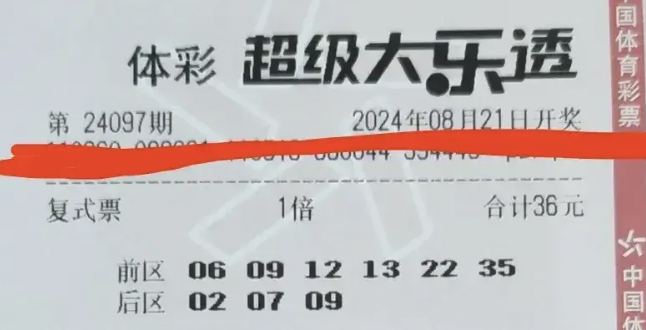 体彩 超级大乐透
第 24097期 2024年08月21日开奖
复式票 1倍 合计36元
前区 06 09 12 13 22 35
后区 02 07 09
中国体育彩票
中国体